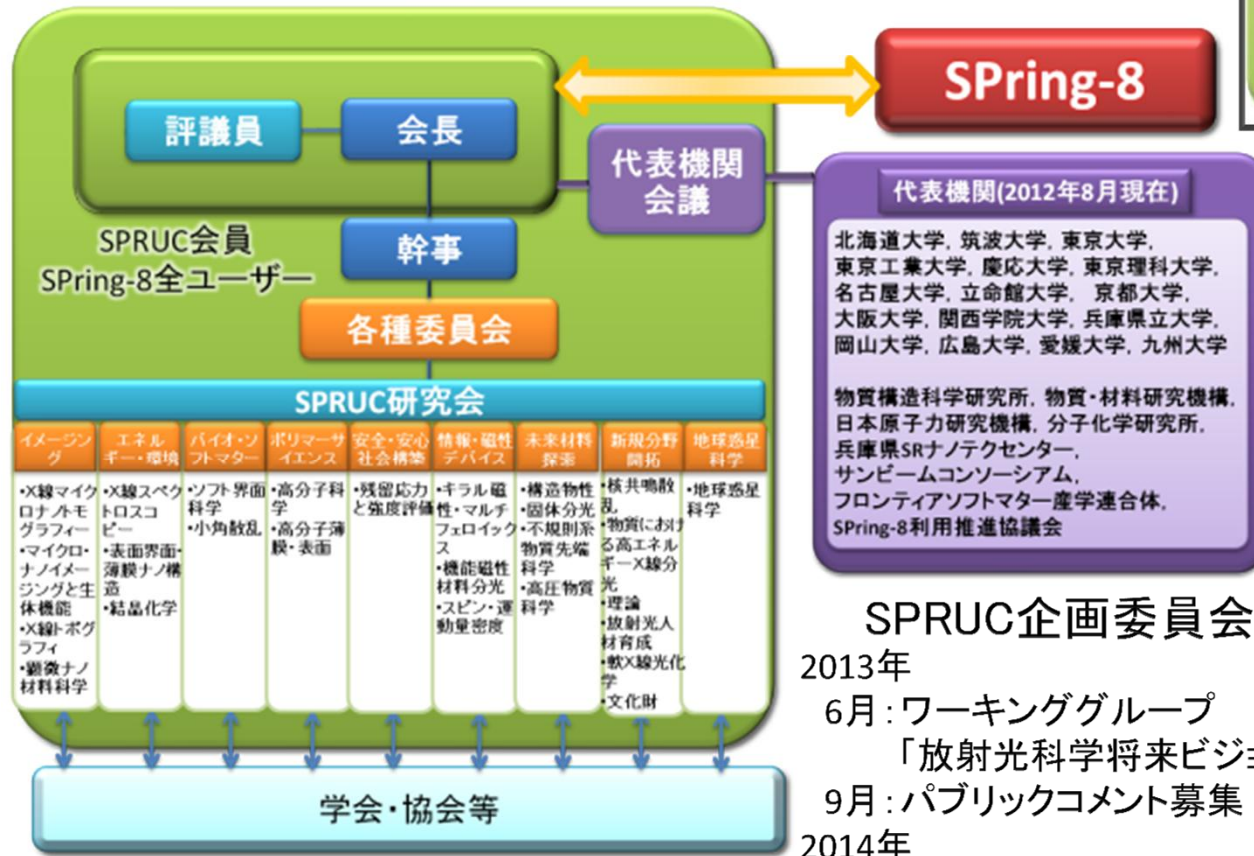 SPring-8
評議員
会長
代表機関
会議
幹事
SPRUC会員
SPring-8全ユーザー
各種委員会
代表機関(2012年8月現在)
北海道大学, 筑波大学, 東京大学,
東京工業大学, 慶応大学, 東京理科大学,
名古屋大学, 立命館大学, 京都大学,
大阪大学, 関西学院大学, 兵庫県立大学,
岡山大学, 広島大学, 愛媛大学, 九州大学
物質構造科学研究所, 物質・材料研究機構,
日本原子力研究機構, 分子化学研究所,
兵庫県SRナノテクセンター,
サンビームコンソーシアム,
フロンティアソフトマター産学連合体,
SPring-8利用推進協議会
SPRUC研究会
イメージン
グ
・X線マイク
ロナノトモ
グラフィー
・マイクロ・
ナノイメー
ジングと生
体機能
・X線トポグ
ラフィ
・顕微ナノ
材料科学
エネル
ギー・環境
・X線スペク
トロスコ
ピー
・表面界面・
薄膜ナノ構
造
・結晶化学
バイオ・ソ
フトマター
・ソフト界面
科学
・小角散乱
ポリマーサ
イエンス
・高分子科
学
・高分子薄
膜・表面
安全・安心
社会構築
・残留応力
と強度評価
情報・磁性
デバイス
・キラル磁
性・マルチ
フェロイック
ス
・機能磁性
材料分光
・スピン・運
動量密度
未来材料
探索
・構造物性
・固体分光
・不規則系
物質先端
科学
・高圧物質
科学
新規分野
開拓
・核共鳴散
乱
・物質におけ
る高エネル
ギーX線分
光
・理論
・放射光人
材育成
・軟X線光化
学
・文化財
地球惑星
科学
・地球惑星
科学
学会・協会等
SPRUC企画委員会
2013年
6月：ワーキンググループ
「放射光科学将来ビジ
9月：パブリックコメント募集
2014年